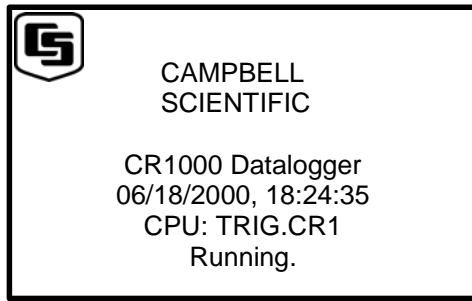 CAMPBELL
SCIENTIFIC
CR1000 Datalogger
06/18/2000, 18:24:35
CPU: TRIG.CR1
Running.